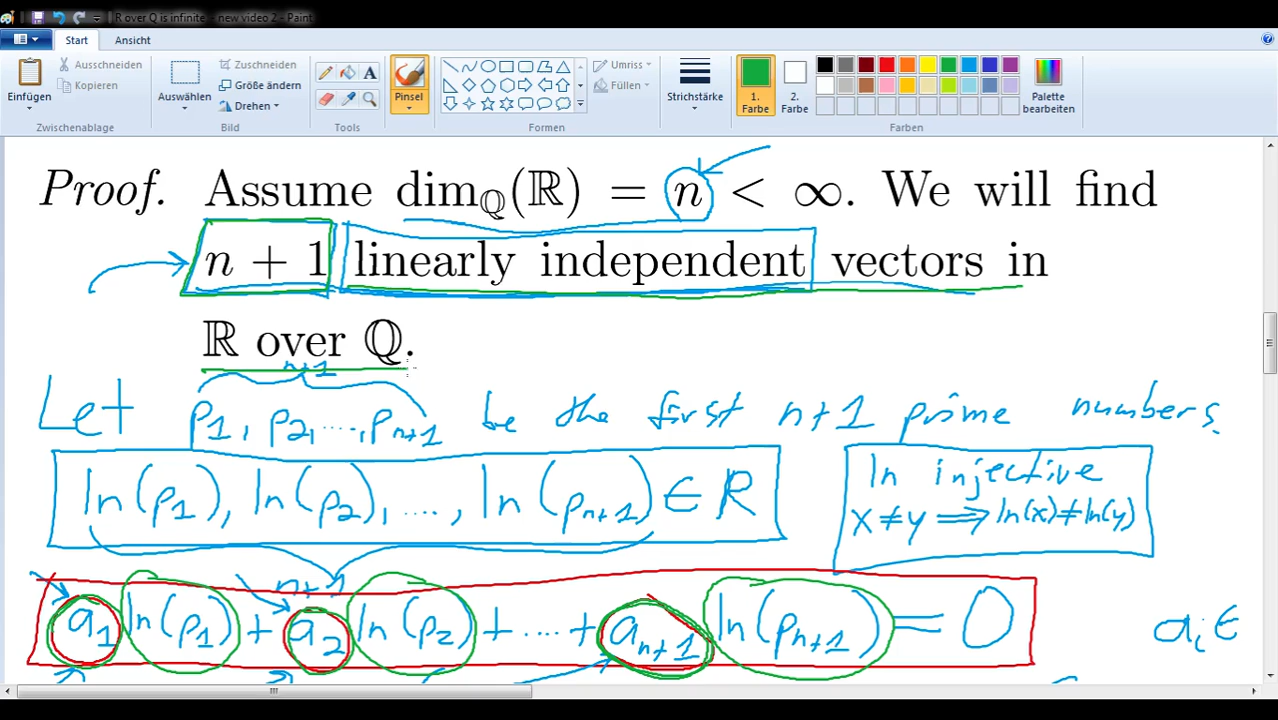 R over Q is infinite - new video 2 - Paint
Start Ansicht
Einfügen
Ausschneiden
Kopieren
Zwischenablage
Auswählen
Zuschneiden
Größe ändern
Drehen
Bild
A
Tools
Pinsel
Umriss
Füllen
Formen
Strichstärke
1. Farbe
2. Farbe
Palette bearbeiten
Farben
Proof. Assume dim_ℚ(ℝ) = n < ∞. We will find
n + 1 linearly independent vectors in
ℝ over ℚ.
n+1
Let p₁, p₂, ...., pₙ₊₁ be the first n+1 prime numbers.
ln(p₁), ln(p₂), ...., ln(pₙ₊₁) ∈ ℝ
ln injective
x ≠ y ⟹ ln(x) ≠ ln(y)
n+1
a₁ ln(p₁) + a₂ ln(p₂) + .... + aₙ₊₁ ln(pₙ₊₁) = 0 aᵢ ∈